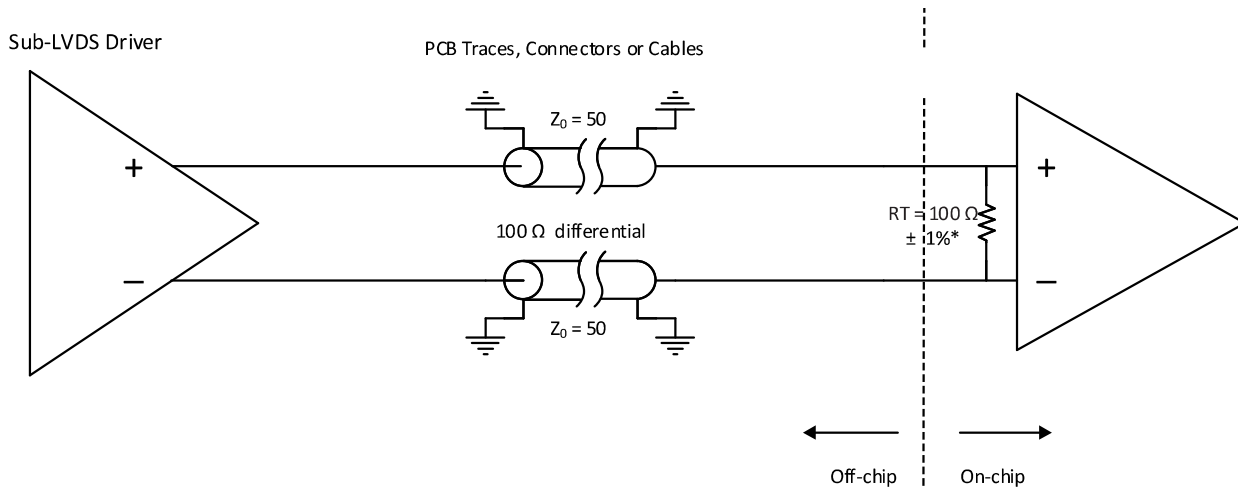 Sub-LVDS Driver
PCB Traces, Connectors or Cables
Z0 = 50
+
+
RT = 100 Ω
± 1%*
100 Ω differential
−
−
Z0 = 50
Off-chip
On-chip